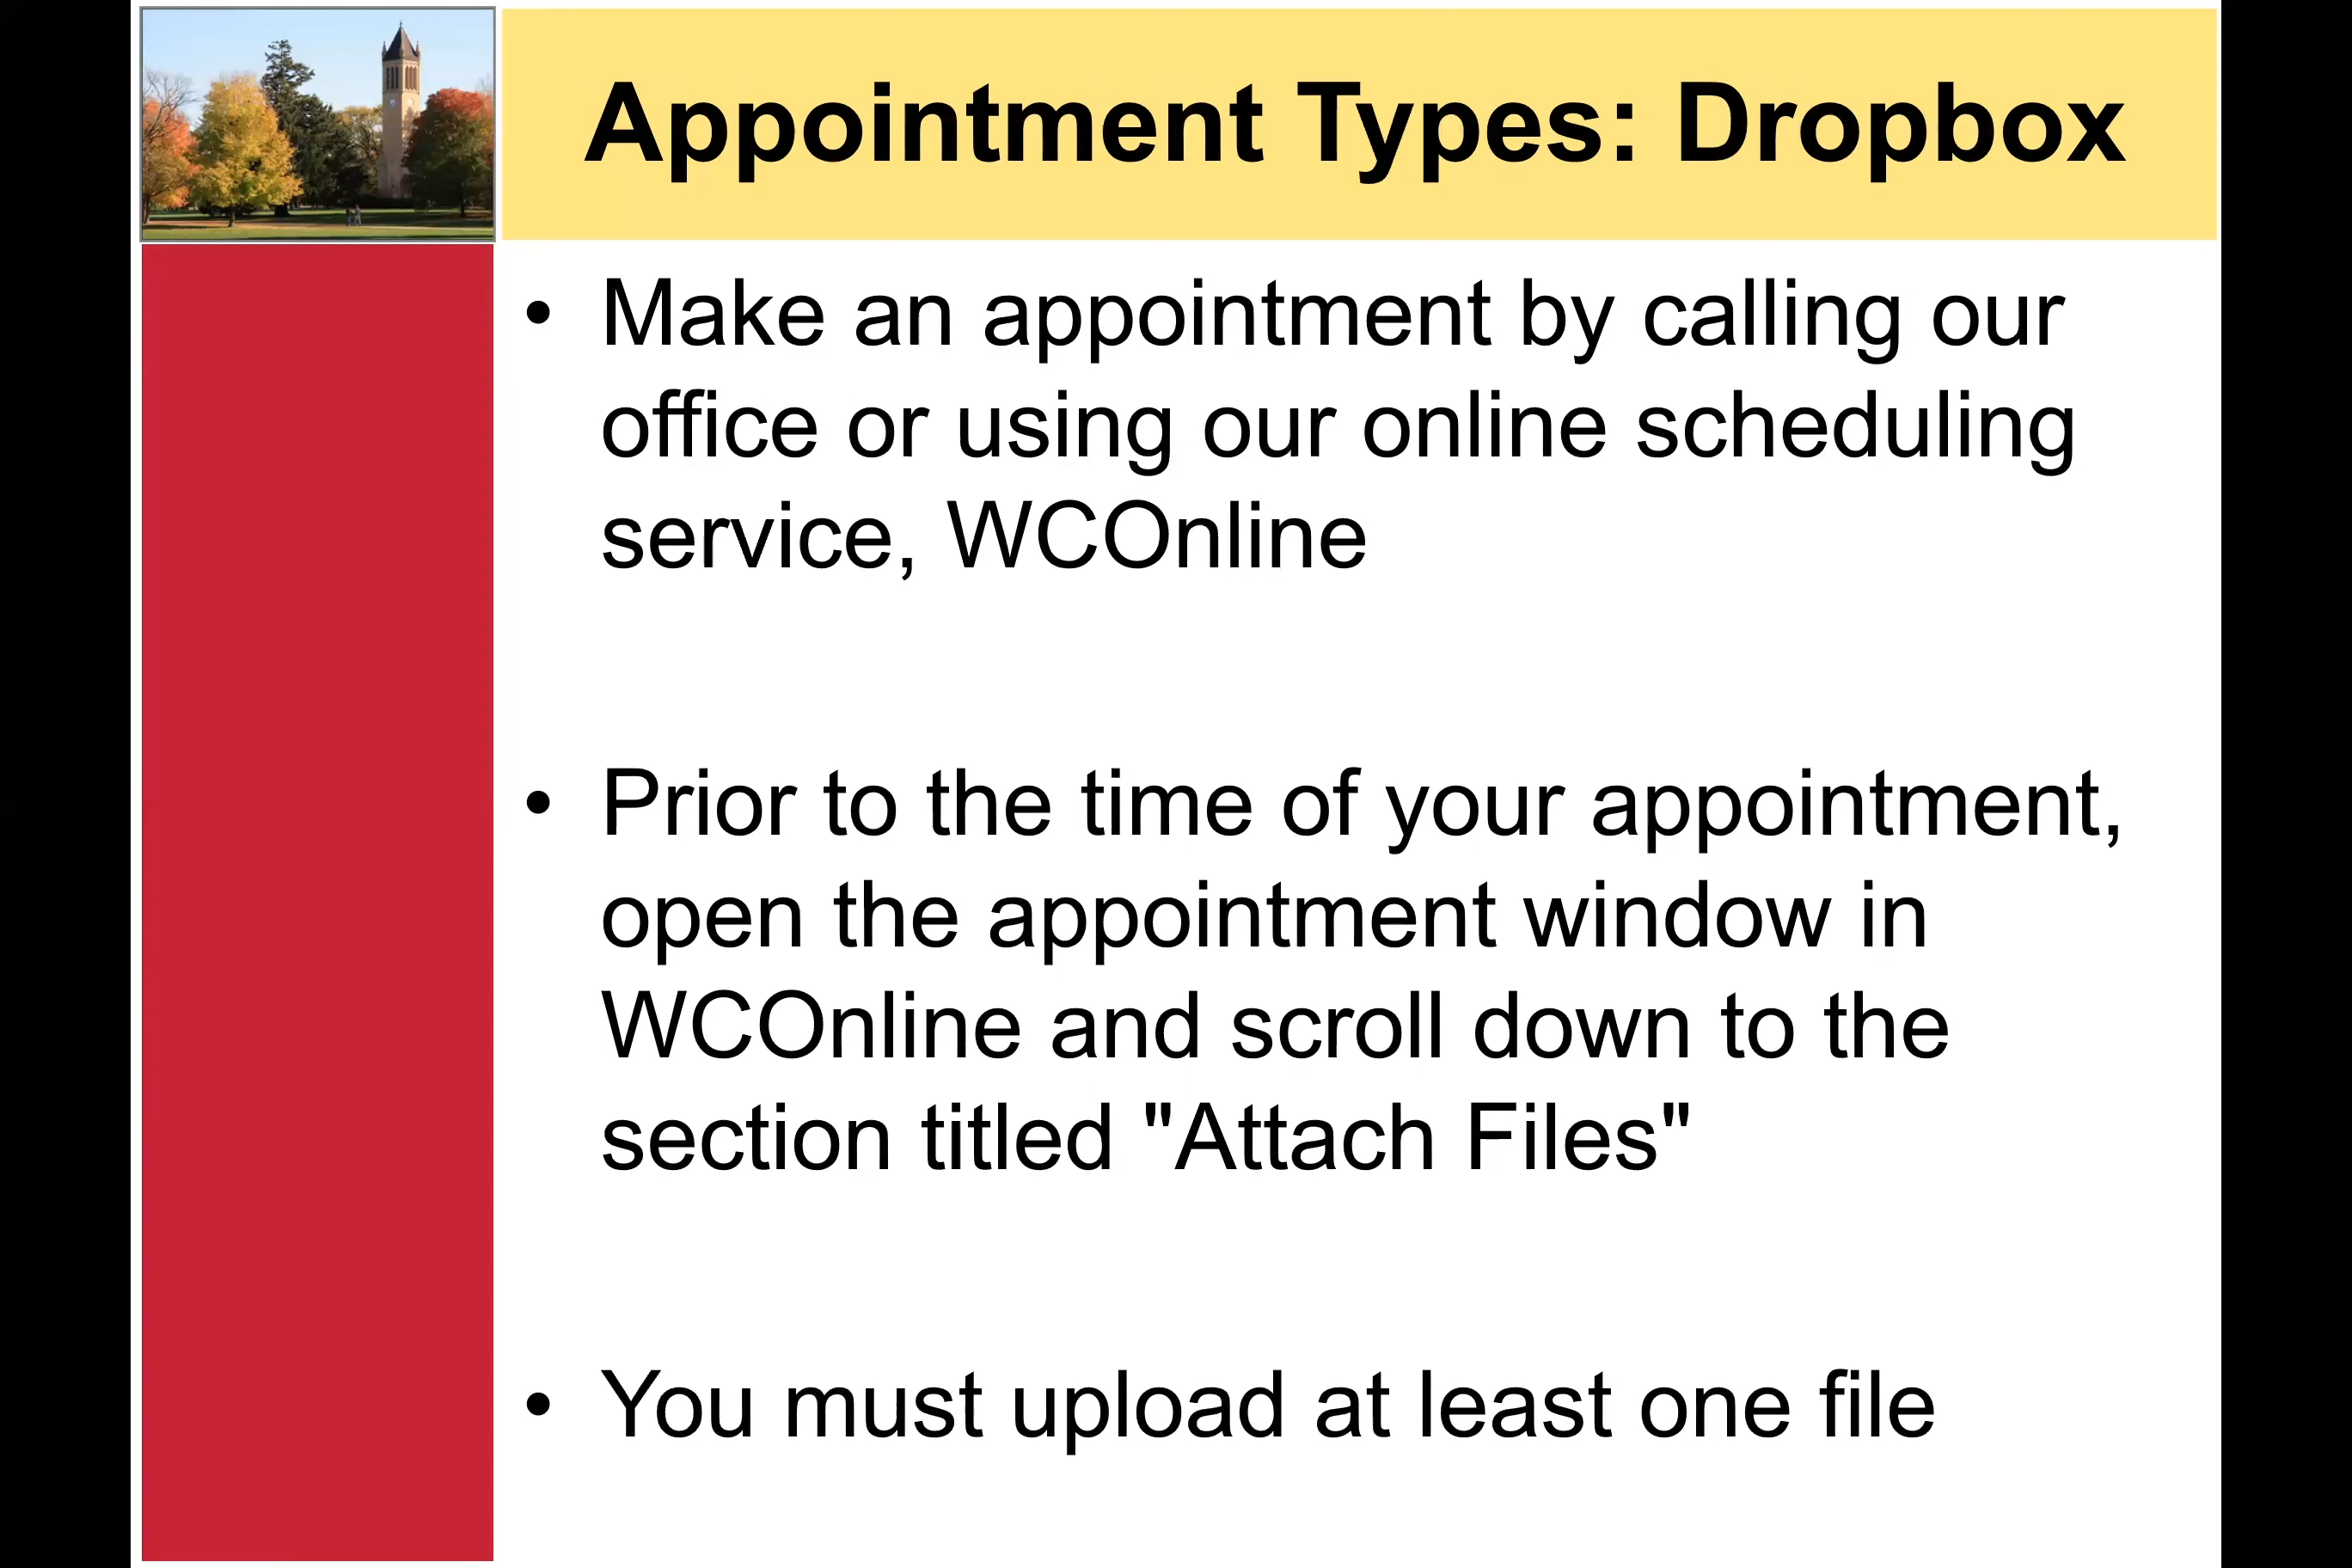 Appointment Types: Dropbox
• Make an appointment by calling our
office or using our online scheduling
service, WCOnline
• Prior to the time of your appointment,
open the appointment window in
WCOnline and scroll down to the
section titled "Attach Files"
• You must upload at least one file